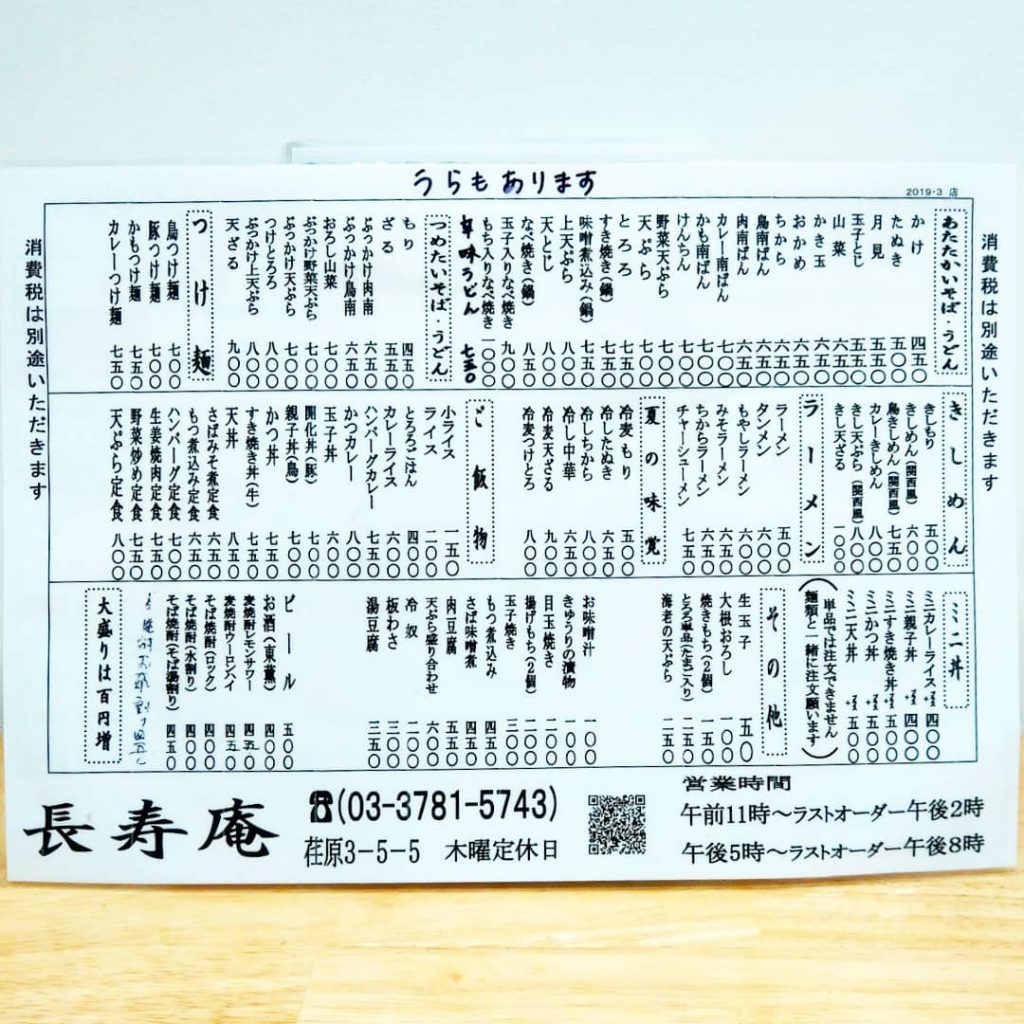 うらもあります
2019・3 店
消費税は別途いただきます
あたたかいそば・うどん
かけ 四五〇
たぬき 五〇〇
月見 五五〇
玉子とじ 五五〇
山菜 五五〇
かき玉 五五〇
おかめ 六五〇
ちから 六五〇
鳥南ばん 六五〇
肉南ばん 六五〇
カレー南ばん 七〇〇
かも南ばん 七〇〇
けんちん 七〇〇
野菜天ぷら
天ぷら
とろろ 六五〇
すき焼き(鍋)
味噌煮込み(鍋) 八五〇
上天ぷら 八〇〇
天とじ 八〇〇
なべ焼き(鍋) 八五〇
玉子入りなべ焼き 九〇〇
もち入りなべ焼き 一〇〇〇
辛味うどん 七五〇
つめたいそば・うどん
もり 四五〇
ざる 五五〇
ぶっかけ肉南 六五〇
ぶっかけ鳥南 六五〇
おろし山菜 七〇〇
ぶっかけ野菜天ぷら 七〇〇
ぶっかけ天ぷら 七〇〇
つけとろろ 七〇〇
ぶっかけ上天ぷら 八〇〇
天ざる 九〇〇
つけ麺
鳥つけ麺 七〇〇
豚つけ麺 七〇〇
かもつけ麺 七五〇
カレーつけ麺 七五〇
きしめん
きしもり 五〇〇
きしめん(関西風) 六〇〇
鳥きしめん(関西風) 七五〇
カレーきしめん 八五〇
きし天ぷら(関西風) 八〇〇
きし天ざる 一〇〇〇
ラーメン
ラーメン 五〇〇
タンメン 六〇〇
もやしラーメン 六〇〇
みそラーメン 六五〇
ちからラーメン 六五〇
チャーシューメン 七五〇
夏の味覚
冷麦もり 五〇〇
冷したぬき 六五〇
冷しちから 八〇〇
冷し中華 六五〇
冷麦天ざる 九〇〇
冷麦つけとろ 八〇〇
ご飯物
小ライス 一五〇
ライス 二〇〇
とろろごはん 四〇〇
カレーライス 六〇〇
ハンバーグカレー 七五〇
かつカレー 八〇〇
玉子丼 六〇〇
開化丼(豚) 七〇〇
親子丼(鳥) 七〇〇
かつ丼 七五〇
すき焼き丼(牛) 七五〇
天丼 八五〇
さばみそ煮定食 六五〇
もつ煮込み定食 六五〇
ハンバーグ定食 七〇〇
生姜焼肉定食 七五〇
野菜炒め定食 七五〇
天ぷら定食 八〇〇
ミニ丼
ミニカレーライス 四〇〇
ミニ親子丼 四〇〇
ミニすき焼き丼 五〇〇
ミニかつ丼 五〇〇
ミニ天丼 五五〇
(単品では注文できません
麺類と一緒に注文願います)
その他
生玉子 五〇
大根おろし 一〇〇
焼きもち(2個) 一五〇
とろろ単品(たまご入り) 二五〇
海老の天ぷら 二五〇
お味噌汁 一〇〇
きゅうりの漬物 一〇〇
目玉焼き 二〇〇
揚げもち(2個) 二〇〇
玉子焼き 三〇〇
もつ煮込み 四五〇
さば味噌煮 四五〇
肉豆腐 五五〇
天ぷら盛り合わせ 六〇〇
冷奴 二〇〇
板わさ 三〇〇
湯豆腐 三五〇
ビール 五〇〇
お酒(東薫) 四〇〇
麦焼酎レモンサワー 四五〇
麦焼酎ウーロンハイ 四五〇
そば焼酎(ロック) 四〇〇
そば焼酎(水割り) 四〇〇
そば焼酎(そば湯割り) 四五〇
大盛りは百円増
消費税は別途いただきます
長寿庵
☎(03-3781-5743)
荏原3-5-5 木曜定休日
営業時間
午前11時～ラストオーダー午後2時
午後5時～ラストオーダー午後8時